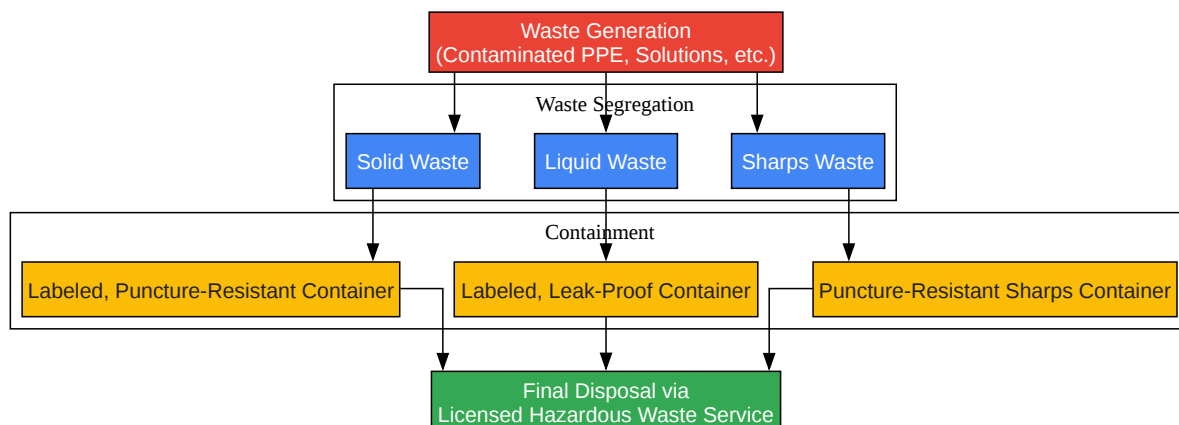 Waste Generation
(Contaminated PPE, Solutions, etc.)
Waste Segregation
Solid Waste
Liquid Waste
Sharps Waste
Containment
Labeled, Puncture-Resistant Container
Labeled, Leak-Proof Container
Puncture-Resistant Sharps Container
Final Disposal via
Licensed Hazardous Waste Service